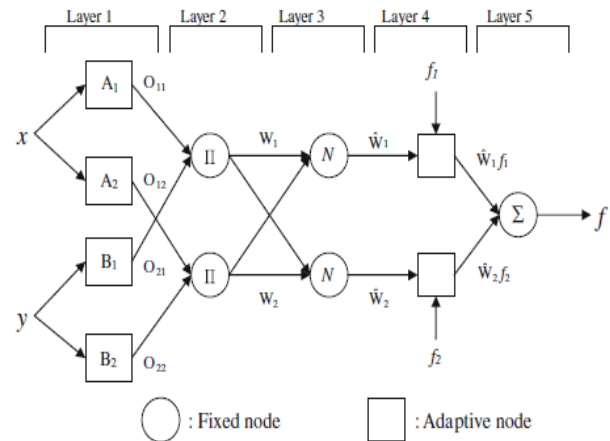 Layer 1 Layer 2 Layer 3 Layer 4 Layer 5
f1
A1 O11
x Π W1 N Ŵ1 Ŵ1 f1
A2 O12
Σ f
B1 O21
y Π W2 N Ŵ2 Ŵ2 f2
B2 O22
f2
: Fixed node : Adaptive node